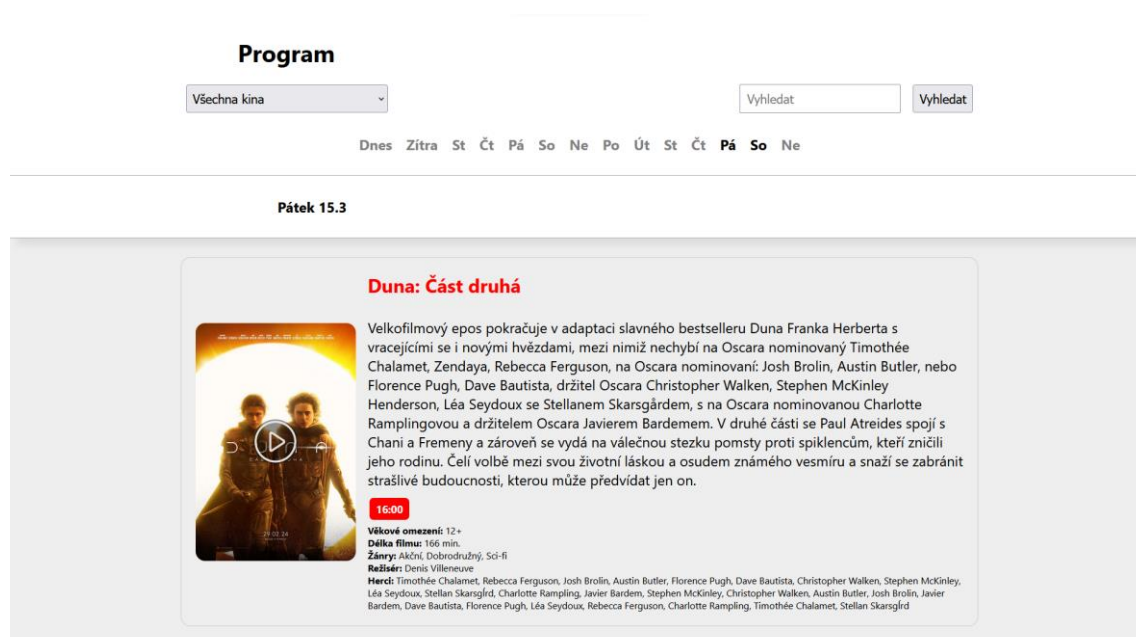 Program
Všechna kina
Vyhledat
Vyhledat
Dnes Zítra St Čt Pá So Ne Po Út St Čt Pá So Ne
Pátek 15.3
Duna: Část druhá
Velkofilmový epos pokračuje v adaptaci slavného bestselleru Duna Franka Herberta s
vracejícími se i novými hvězdami, mezi nimiž nechybí na Oscara nominovaný Timothée
Chalamet, Zendaya, Rebecca Ferguson, na Oscara nominovaní: Josh Brolin, Austin Butler, nebo
Florence Pugh, Dave Bautista, držitel Oscara Christopher Walken, Stephen McKinley
Henderson, Léa Seydoux se Stellanem Skarsgårdem, s na Oscara nominovanou Charlotte
Ramplingovou a držitelem Oscara Javierem Bardemem. V druhé části se Paul Atreides spojí s
Chani a Fremeny a zároveň se vydá na válečnou stezku pomsty proti spiklencům, kteří zničili
jeho rodinu. Čelí volbě mezi svou životní láskou a osudem známého vesmíru a snaží se zabránit
strašlivé budoucnosti, kterou může předvídat jen on.
16:00
Věkové omezení: 12+
Délka filmu: 166 min.
Žánry: Akční, Dobrodružný, Sci-fi
Režisér: Denis Villeneuve
Herci: Timothée Chalamet, Rebecca Ferguson, Josh Brolin, Austin Butler, Florence Pugh, Dave Bautista, Christopher Walken, Stephen McKinley,
Léa Seydoux, Stellan Skarsgĺrd, Charlotte Rampling, Javier Bardem, Stephen McKinley, Christopher Walken, Austin Butler, Josh Brolin, Javier
Bardem, Dave Bautista, Florence Pugh, Léa Seydoux, Rebecca Ferguson, Charlotte Rampling, Timothée Chalamet, Stellan Skarsgĺrd